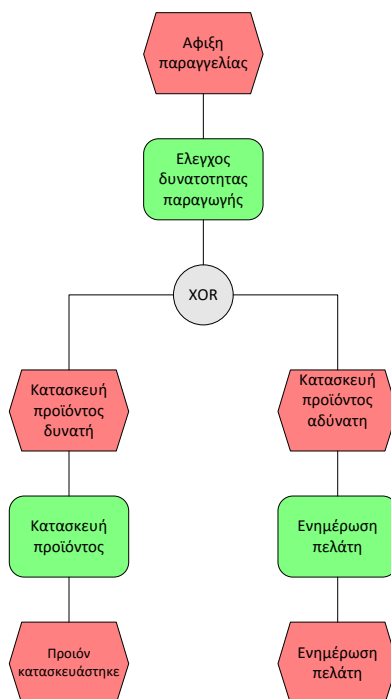 Αφιξη
παραγγελίας
Ελεγχος
δυνατοτητας
παραγωγής
XOR
Κατασκευή
προϊόντος
δυνατή
Κατασκευή
προϊόντος
αδύνατη
Κατασκευή
προϊόντος
Ενημέρωση
πελάτη
Προιόν
κατασκευάστηκε
Ενημέρωση
πελάτη